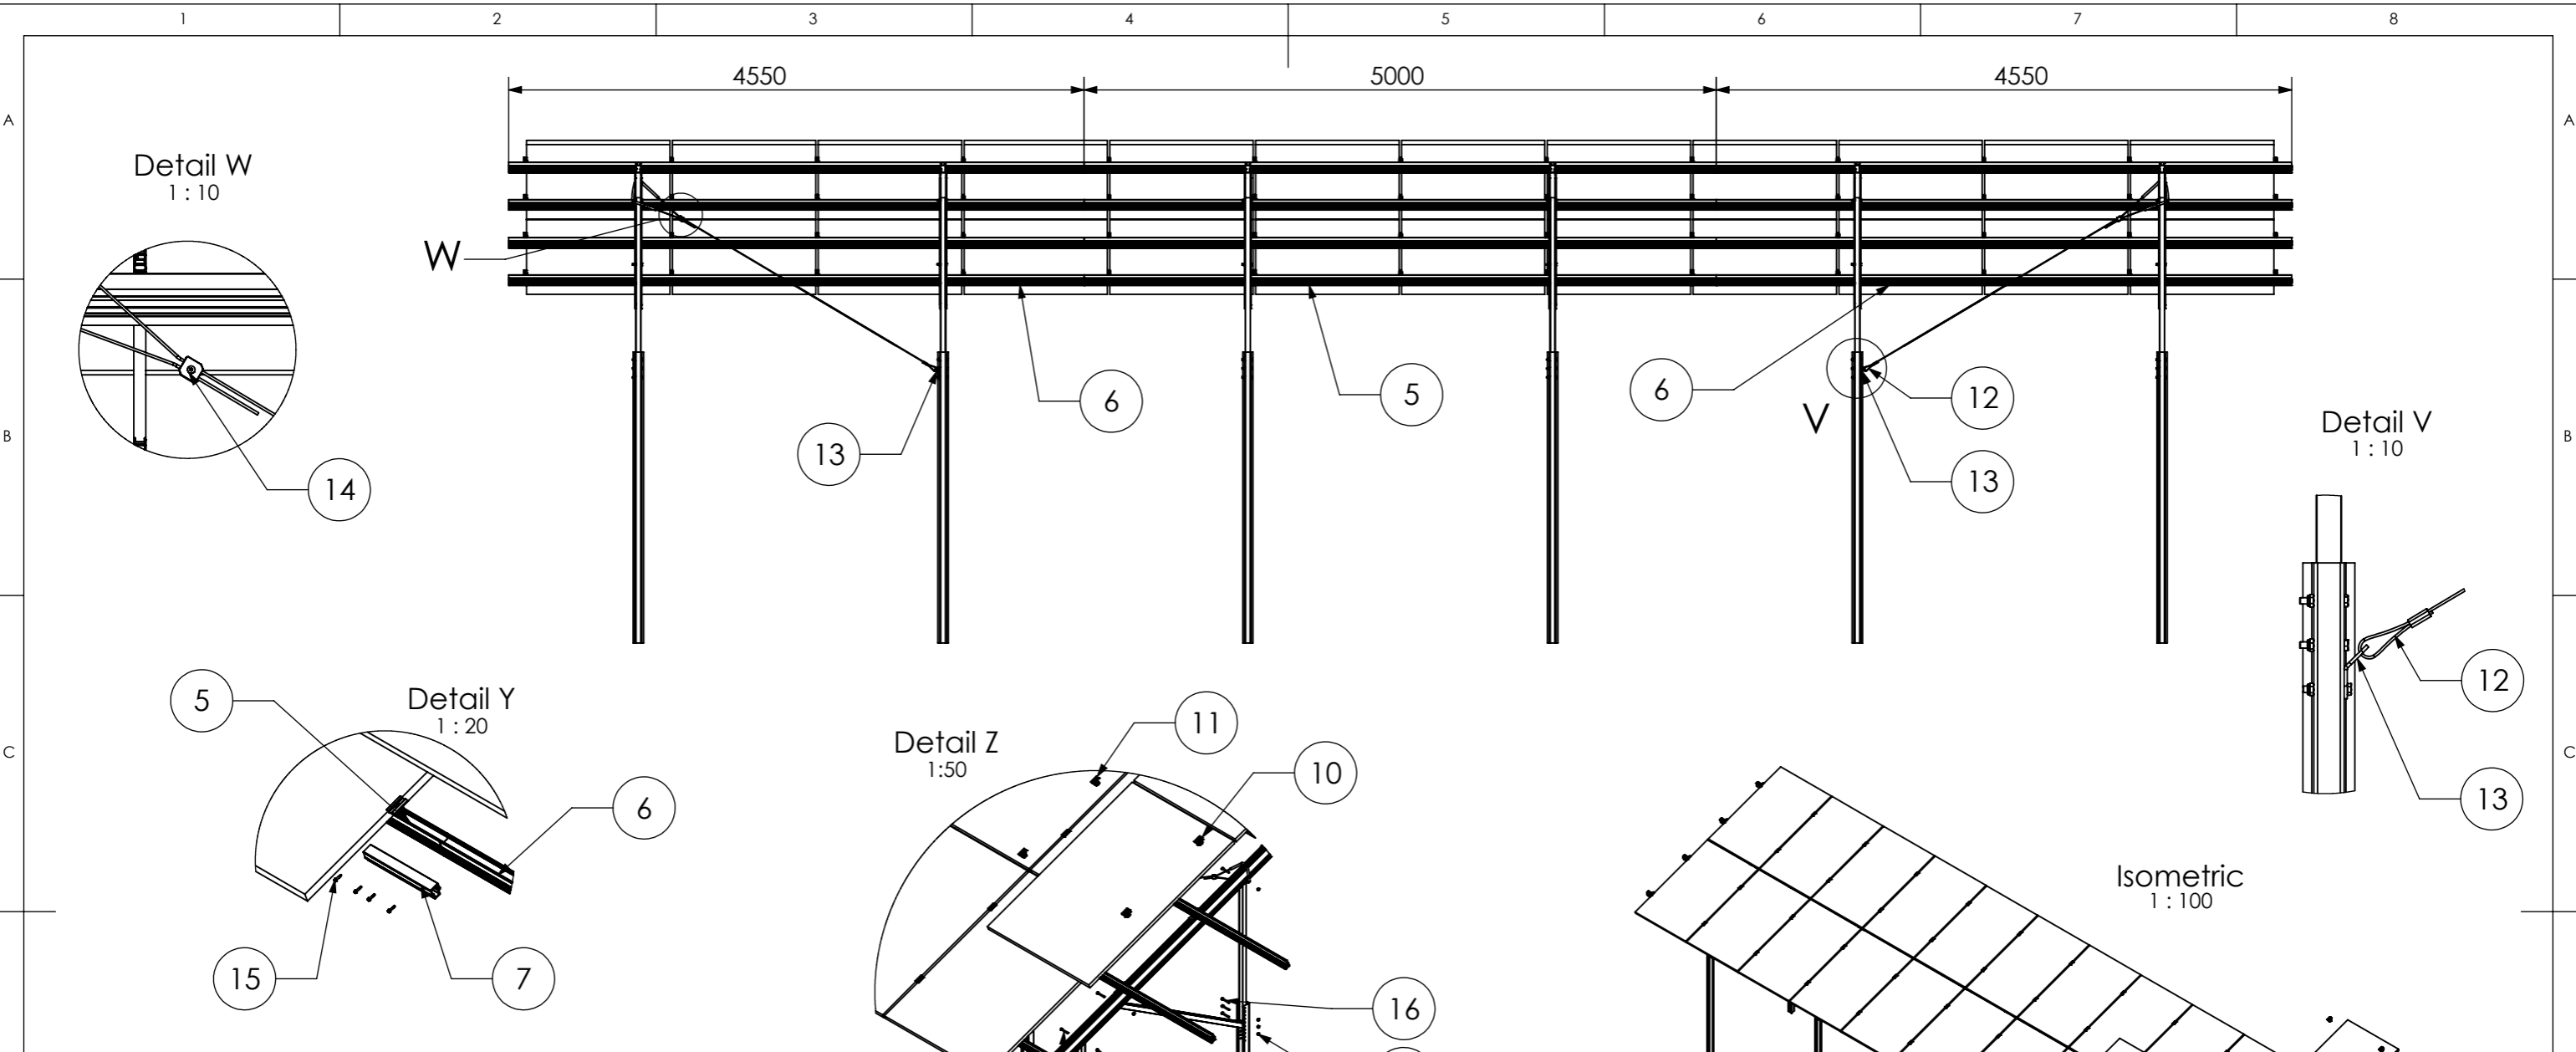 1 2 3 4 5 6 7 8
4550 5000 4550
A A
Detail W
1 : 10
W
6 5 6 12
13 V 13
14
B B
Detail V
1 : 10
5 Detail Y
1 : 20
6
15 7
Detail Z
1:50
11
10
16
12
13
C C
Isometric
1 : 100